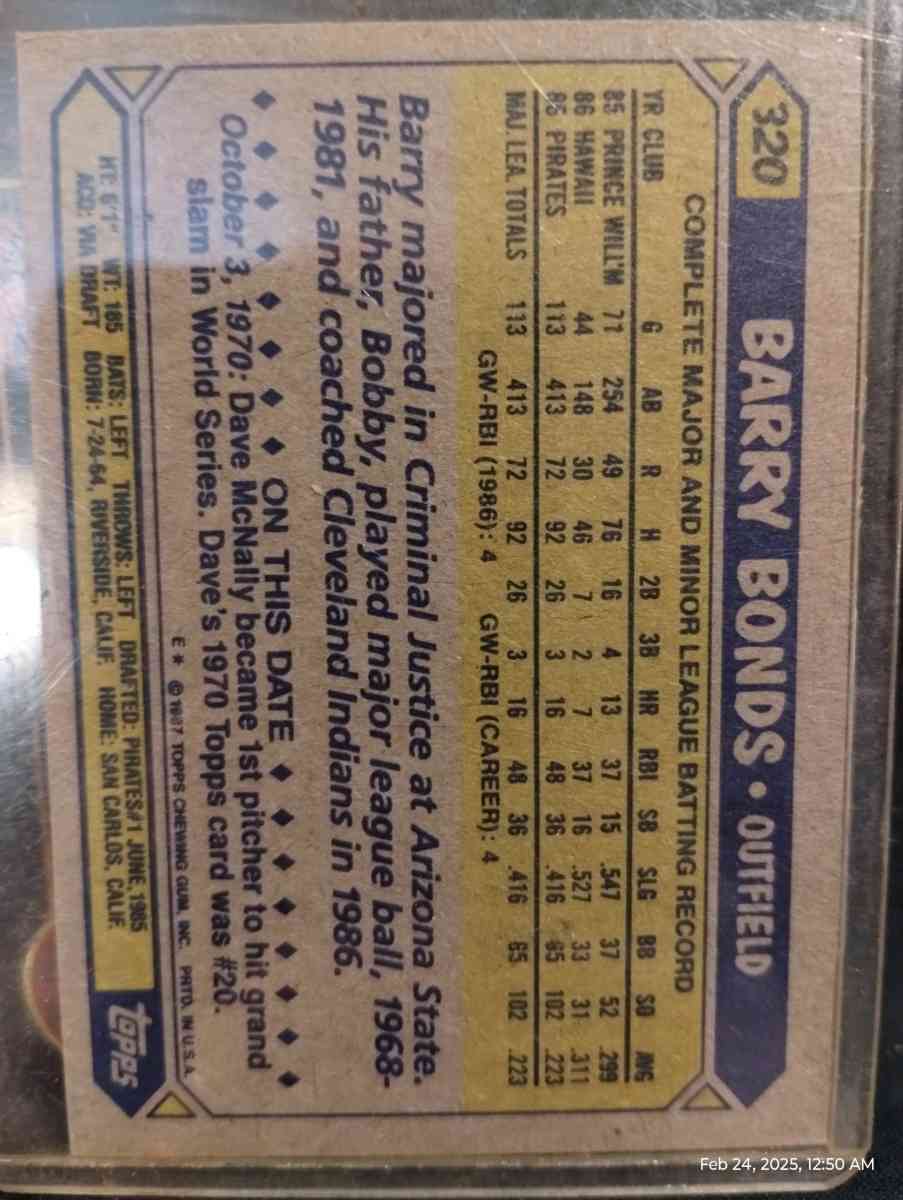 320 BARRY BONDS • OUTFIELD
COMPLETE MAJOR AND MINOR LEAGUE BATTING RECORD
YR CLUB G AB R H 2B 3B HR RBI SB SLG BB SO AVG
85 PRINCE WILL'M 71 254 49 76 16 4 13 37 15 .547 37 52 .299
86 HAWAII 44 148 30 46 7 2 7 37 16 .527 33 31 .311
86 PIRATES 113 413 72 92 26 3 16 48 36 .416 65 102 .223
MAJ. LEA. TOTALS 113 413 72 92 26 3 16 48 36 .416 65 102 .223
GW-RBI (1986): 4 GW-RBI (CAREER): 4
Barry majored in Criminal Justice at Arizona State.
His father, Bobby, played major league ball, 1968-
1981, and coached Cleveland Indians in 1986.
♦ ♦ ♦ ♦ ♦ ♦ ♦ ♦ ON THIS DATE ♦ ♦ ♦ ♦ ♦ ♦ ♦ ♦
October 3, 1970: Dave McNally became 1st pitcher to hit grand
slam in World Series. Dave's 1970 Topps card was #20.
E * © 1987 TOPPS CHEWING GUM, INC. PRTD. IN U.S.A.
HT: 6'1" WT: 185 BATS: LEFT THROWS: LEFT DRAFTED: PIRATES#1 JUNE, 1985
ACQ: VIA DRAFT BORN: 7-24-64, RIVERSIDE, CALIF. HOME: SAN CARLOS, CALIF.
topps
Feb 24, 2025, 12:50 AM